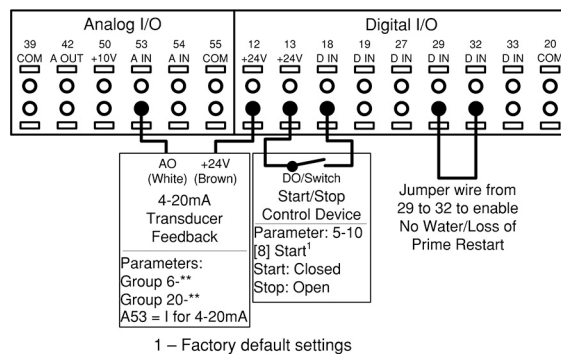 Analog I/O Digital I/O
39 42 50 53 54 55 12 13 18 19 27 29 32 33 20
COM A OUT +10V A IN A IN COM +24V +24V D IN D IN D IN D IN D IN D IN COM
AO +24V
(White) (Brown)
4-20mA
Transducer
Feedback
Parameters:
Group 6-**
Group 20-**
A53 = I for 4-20mA
DO/Switch
Start/Stop
Control Device
Parameter: 5-10
[8] Start¹
Start: Closed
Stop: Open
Jumper wire from
29 to 32 to enable
No Water/Loss of
Prime Restart
1 – Factory default settings